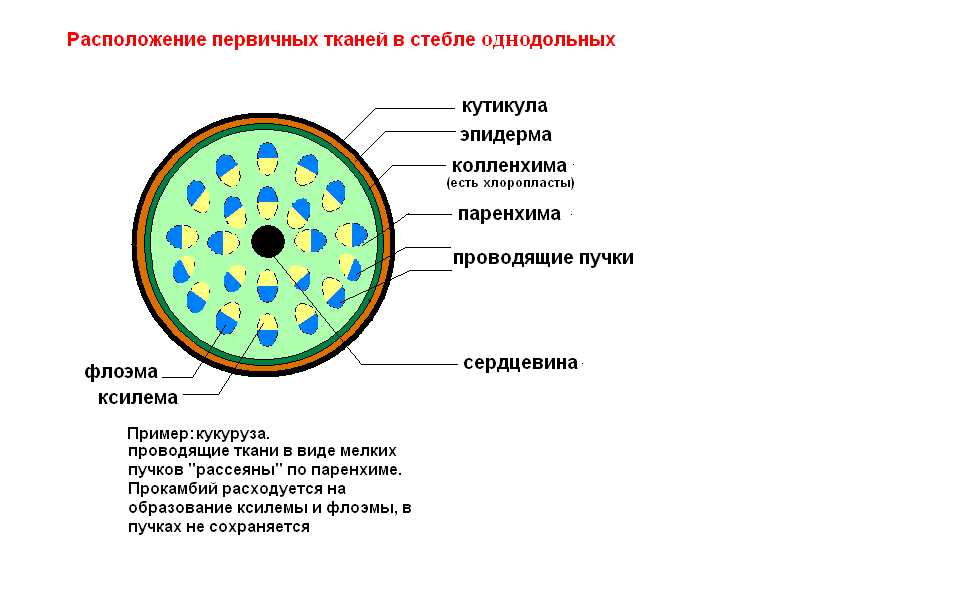 Расположение первичных тканей в стебле однодольных
кутикула
эпидерма
колленхима
(есть хлоропласты)
паренхима
проводящие пучки
сердцевина
флоэма
ксилема
Пример:кукуруза.
проводящие ткани в виде мелких
пучков "рассеяны" по паренхиме.
Прокамбий расходуется на
образование ксилемы и флоэмы, в
пучках не сохраняется